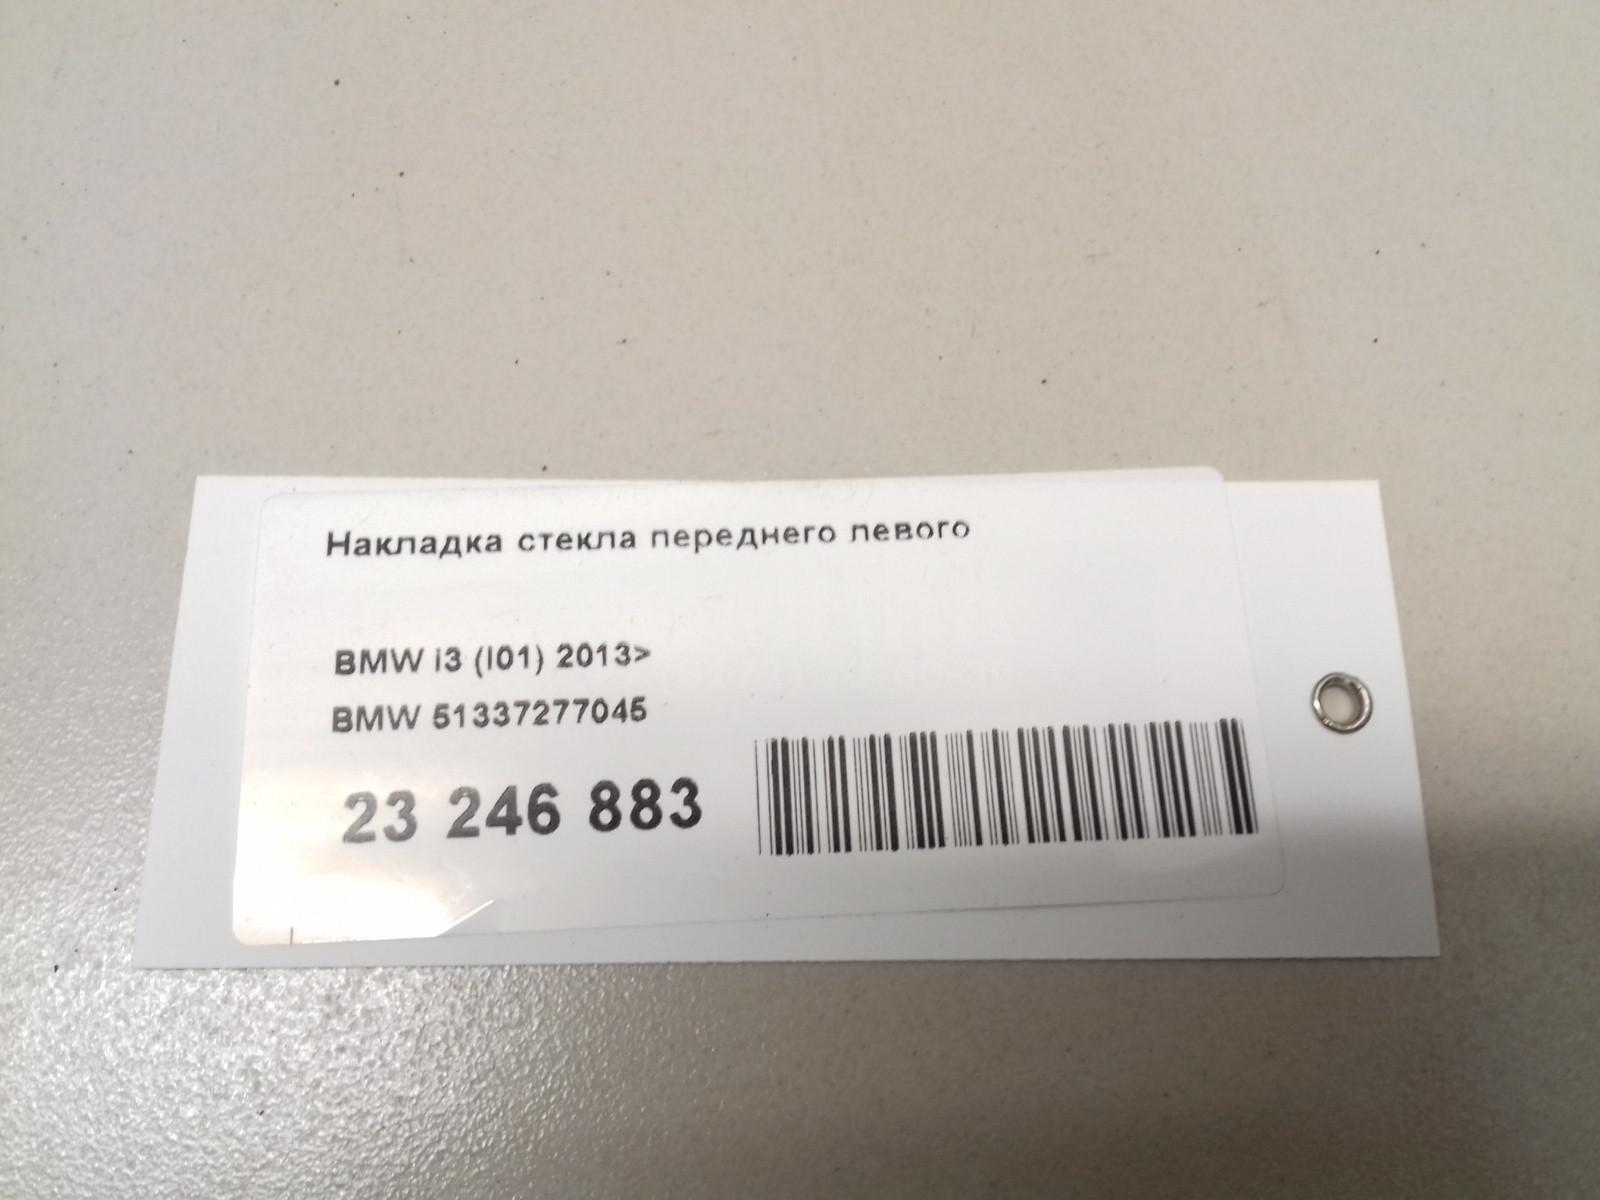 Накладка стекла переднего левого
BMW i3 (I01) 2013>
BMW 51337277045
23 246 883